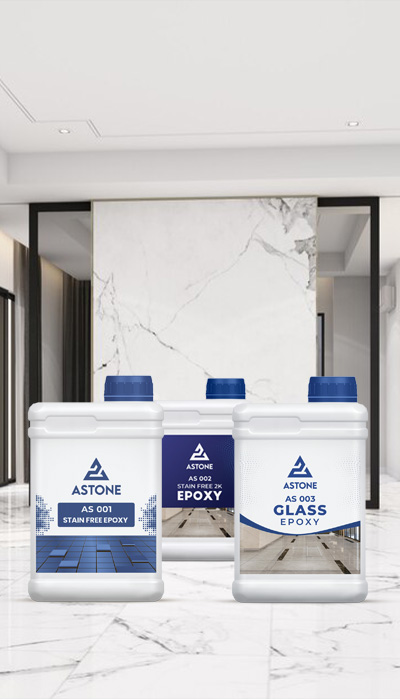 ASTONE
AS 001
STAIN FREE EPOXY
ASTONE
AS 002
STAIN FREE 2K
EPOXY
ASTONE
AS 003
GLASS
EPOXY